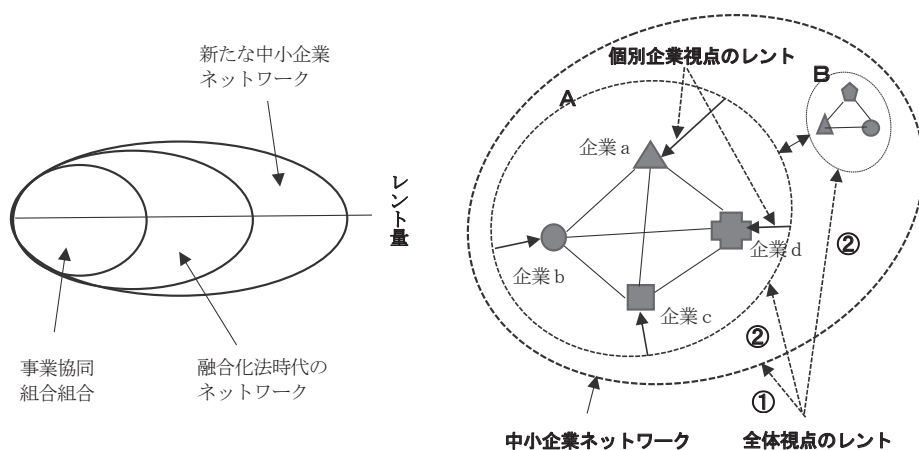 新たな中小企業
ネットワーク
レント量
事業協同
組合組合
融合化法時代の
ネットワーク
個別企業視点のレント
A
B
企業a
企業b
企業c
企業d
②
②
①
中小企業ネットワーク
全体視点のレント